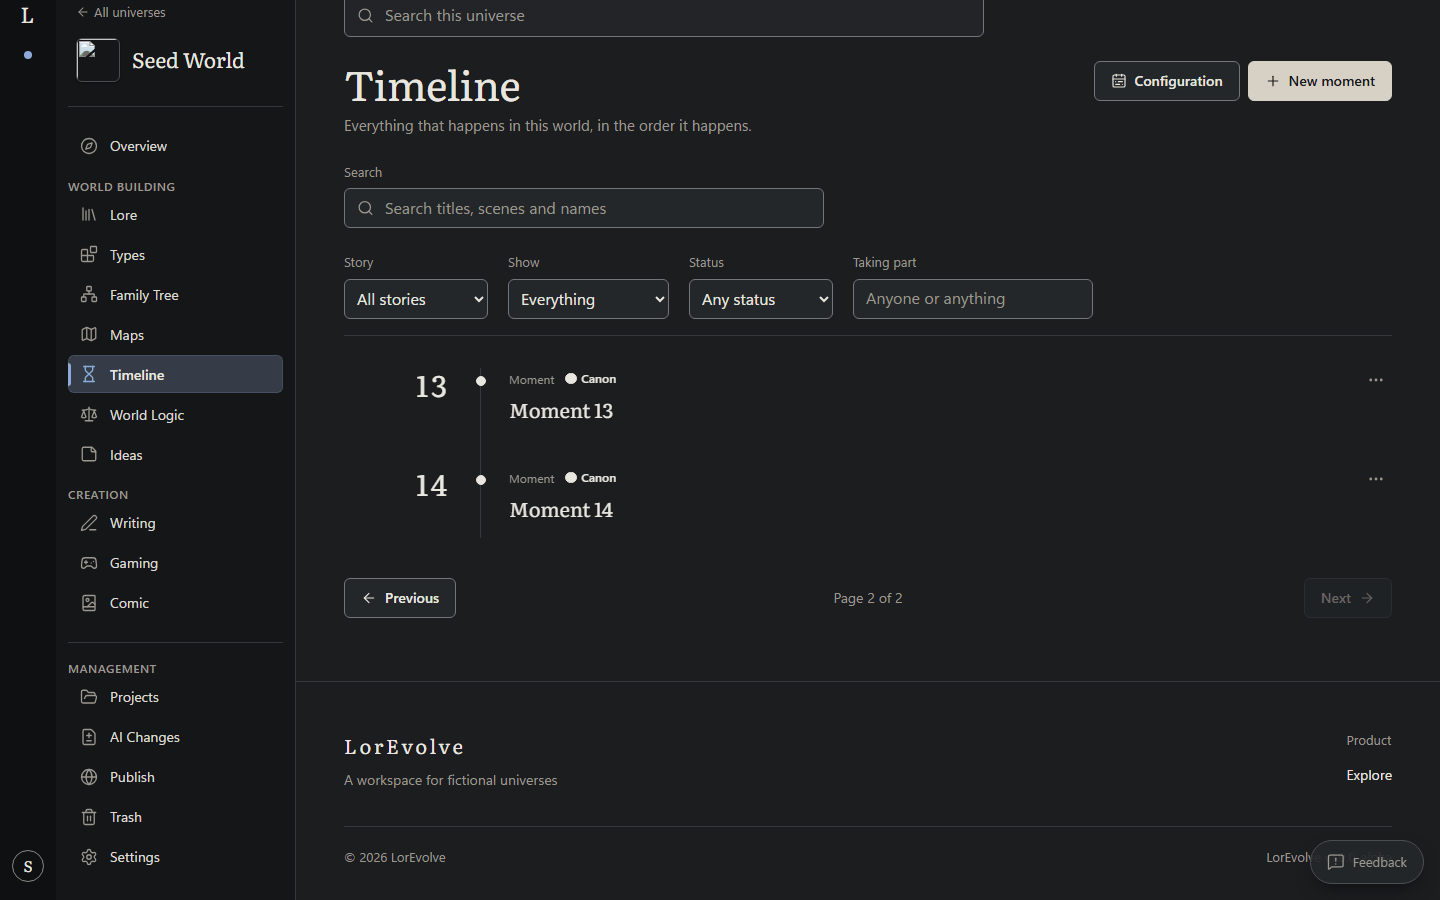 L
All universes
Seed World
Overview
WORLD BUILDING
Lore
Types
Family Tree
Maps
Timeline
World Logic
Ideas
CREATION
Writing
Gaming
Comic
MANAGEMENT
Projects
AI Changes
Publish
Trash
Settings
S
Search this universe
Timeline
Configuration
New moment
Everything that happens in this world, in the order it happens.
Search
Search titles, scenes and names
Story
Show
Status
Taking part
All stories
Everything
Any status
Anyone or anything
13
Moment Canon
Moment 13
14
Moment Canon
Moment 14
Previous
Page 2 of 2
Next
LorEvolve
A workspace for fictional universes
Product
Explore
© 2026 LorEvolve
Feedback